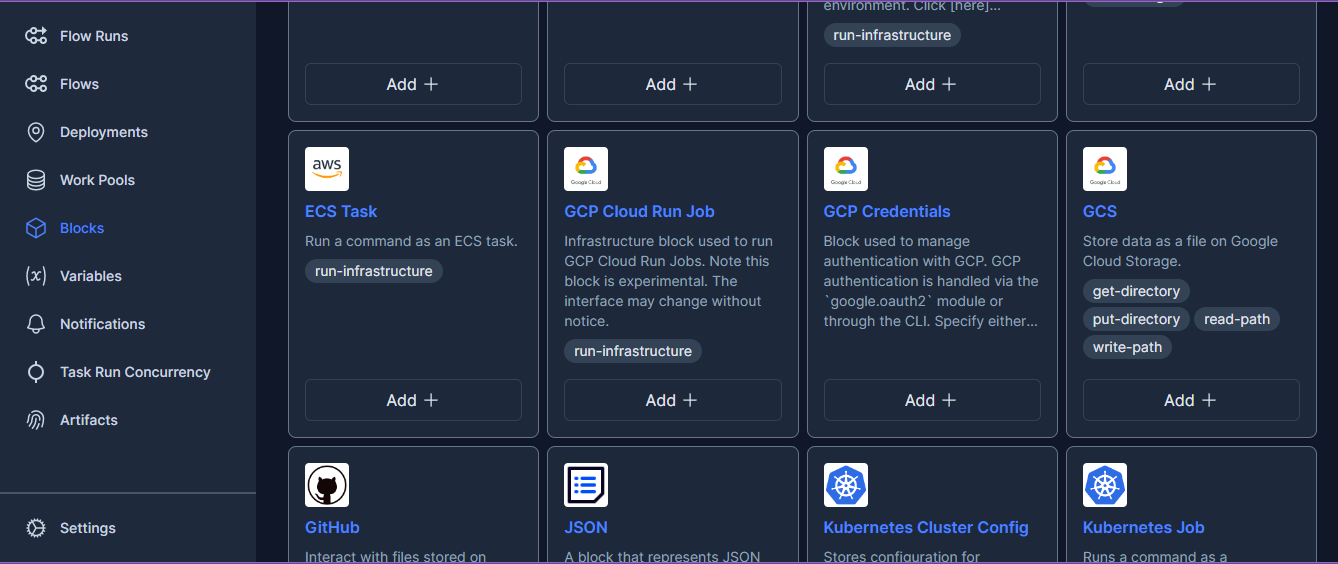 Flow Runs
Flows
Deployments
Work Pools
Blocks
Variables
Notifications
Task Run Concurrency
Artifacts
Settings
environment. Click [here]...
run-infrastructure
Add
Add
Add
Add
aws
ECS Task
Run a command as an ECS task.
run-infrastructure
Add
Google Cloud
GCP Cloud Run Job
Infrastructure block used to run
GCP Cloud Run Jobs. Note this
block is experimental. The
interface may change without
notice.
run-infrastructure
Add
Google Cloud
GCP Credentials
Block used to manage
authentication with GCP. GCP
authentication is handled via the
`google.oauth2` module or
through the CLI. Specify either...
Add
Google Cloud
GCS
Store data as a file on Google
Cloud Storage.
get-directory
put-directory read-path
write-path
Add
GitHub
Interact with files stored on
JSON
A block that represents JSON
Kubernetes Cluster Config
Stores configuration for
Kubernetes Job
Runs a command as a